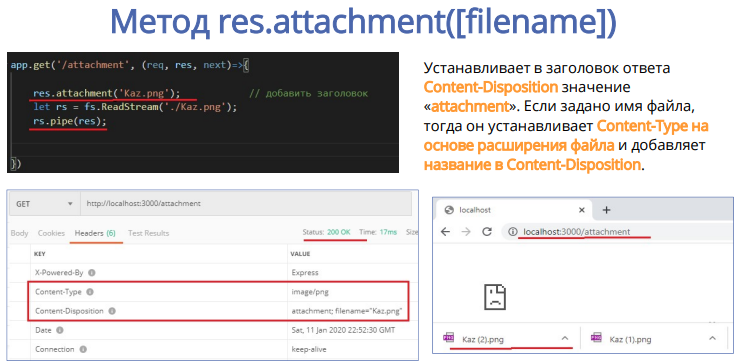 Метод res.attachment([filename])
app.get('/attachment', (req, res, next)=>{
res.attachment('Kaz.png'); // добавить заголовок
let rs = fs.ReadStream('./Kaz.png');
rs.pipe(res);
})
Устанавливает в заголовок ответа
Content-Disposition значение
«attachment». Если задано имя файла,
тогда он устанавливает Content-Type на
основе расширения файла и добавляет
название в Content-Disposition.
GET http://localhost:3000/attachment
Body Cookies Headers (6) Test Results Status: 200 OK Time: 17ms Size
KEY VALUE
X-Powered-By Express
Content-Type image/png
Content-Disposition attachment; filename="Kaz.png"
Date Sat, 11 Jan 2020 22:52:30 GMT
Connection keep-alive
localhost
localhost:3000/attachment
Kaz (2).png Kaz (1).png